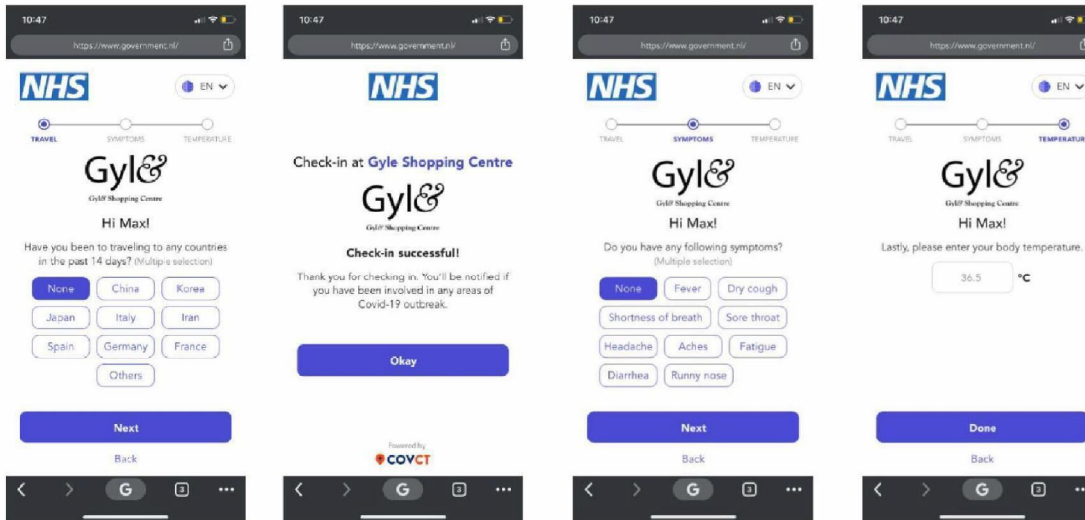 10:47
https://www.government.nl/
NHS
EN
TRAVEL
SYMPTOMS
TEMPERATURE
Gyl&
Gyl& Shopping Centre
Hi Max!
Have you been to traveling to any countries
in the past 14 days? (Multiple selection)
None China Korea
Japan Italy Iran
Spain Germany France
Others
Next
Back
G
3
10:47
https://www.government.nl/
NHS
Check-in at Gyle Shopping Centre
Gyl&
Gyl& Shopping Centre
Check-in successful!
Thank you for checking in. You'll be notified if
you have been involved in any areas of
Covid-19 outbreak.
Okay
Powered by
COVCT
G
3
10:47
https://www.government.nl/
NHS
EN
TRAVEL
SYMPTOMS
TEMPERATURE
Gyl&
Gyl& Shopping Centre
Hi Max!
Do you have any following symptoms?
(Multiple selection)
None Fever Dry cough
Shortness of breath Sore throat
Headache Aches Fatigue
Diarrhea Runny nose
Next
Back
G
3
10:47
https://www.government.nl/
NHS
EN
TRAVEL
SYMPTOMS
TEMPERATUR
Gyl&
Gyl& Shopping Centre
Hi Max!
Lastly, please enter your body temperature.
36.5 °C
Done
Back
G
3